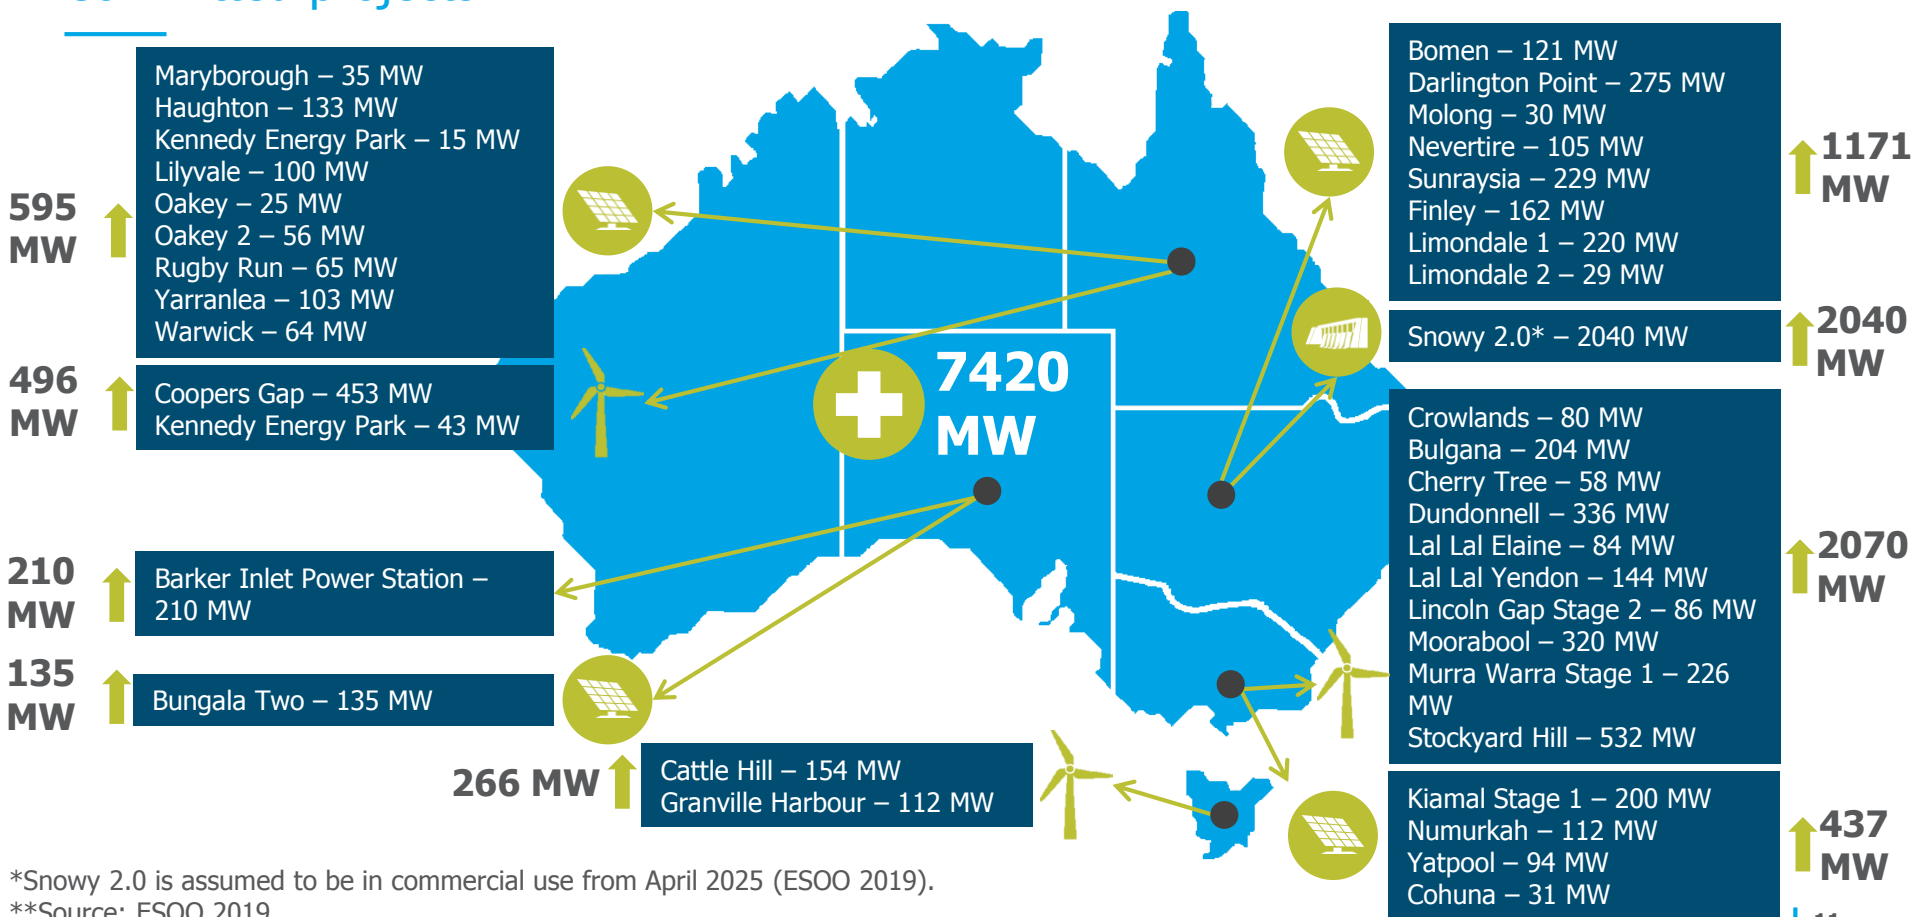 595
MW
Maryborough – 35 MW
Haughton – 133 MW
Kennedy Energy Park – 15 MW
Lilyvale – 100 MW
Oakey – 25 MW
Oakey 2 – 56 MW
Rugby Run – 65 MW
Yarranlea – 103 MW
Warwick – 64 MW
496
MW
Coopers Gap – 453 MW
Kennedy Energy Park – 43 MW
210
MW
Barker Inlet Power Station –
210 MW
135
MW
Bungala Two – 135 MW
266 MW
Cattle Hill – 154 MW
Granville Harbour – 112 MW
7420
MW
Bomen – 121 MW
Darlington Point – 275 MW
Molong – 30 MW
Nevertire – 105 MW
Sunraysia – 229 MW
Finley – 162 MW
Limondale 1 – 220 MW
Limondale 2 – 29 MW
1171
MW
Snowy 2.0* – 2040 MW
2040
MW
Crowlands – 80 MW
Bulgana – 204 MW
Cherry Tree – 58 MW
Dundonnell – 336 MW
Lal Lal Elaine – 84 MW
Lal Lal Yendon – 144 MW
Lincoln Gap Stage 2 – 86 MW
Moorabool – 320 MW
Murra Warra Stage 1 – 226
MW
Stockyard Hill – 532 MW
2070
MW
Kiamal Stage 1 – 200 MW
Numurkah – 112 MW
Yatpool – 94 MW
Cohuna – 31 MW
437
MW
*Snowy 2.0 is assumed to be in commercial use from April 2025 (ESOO 2019).
**Source: ESOO 2019